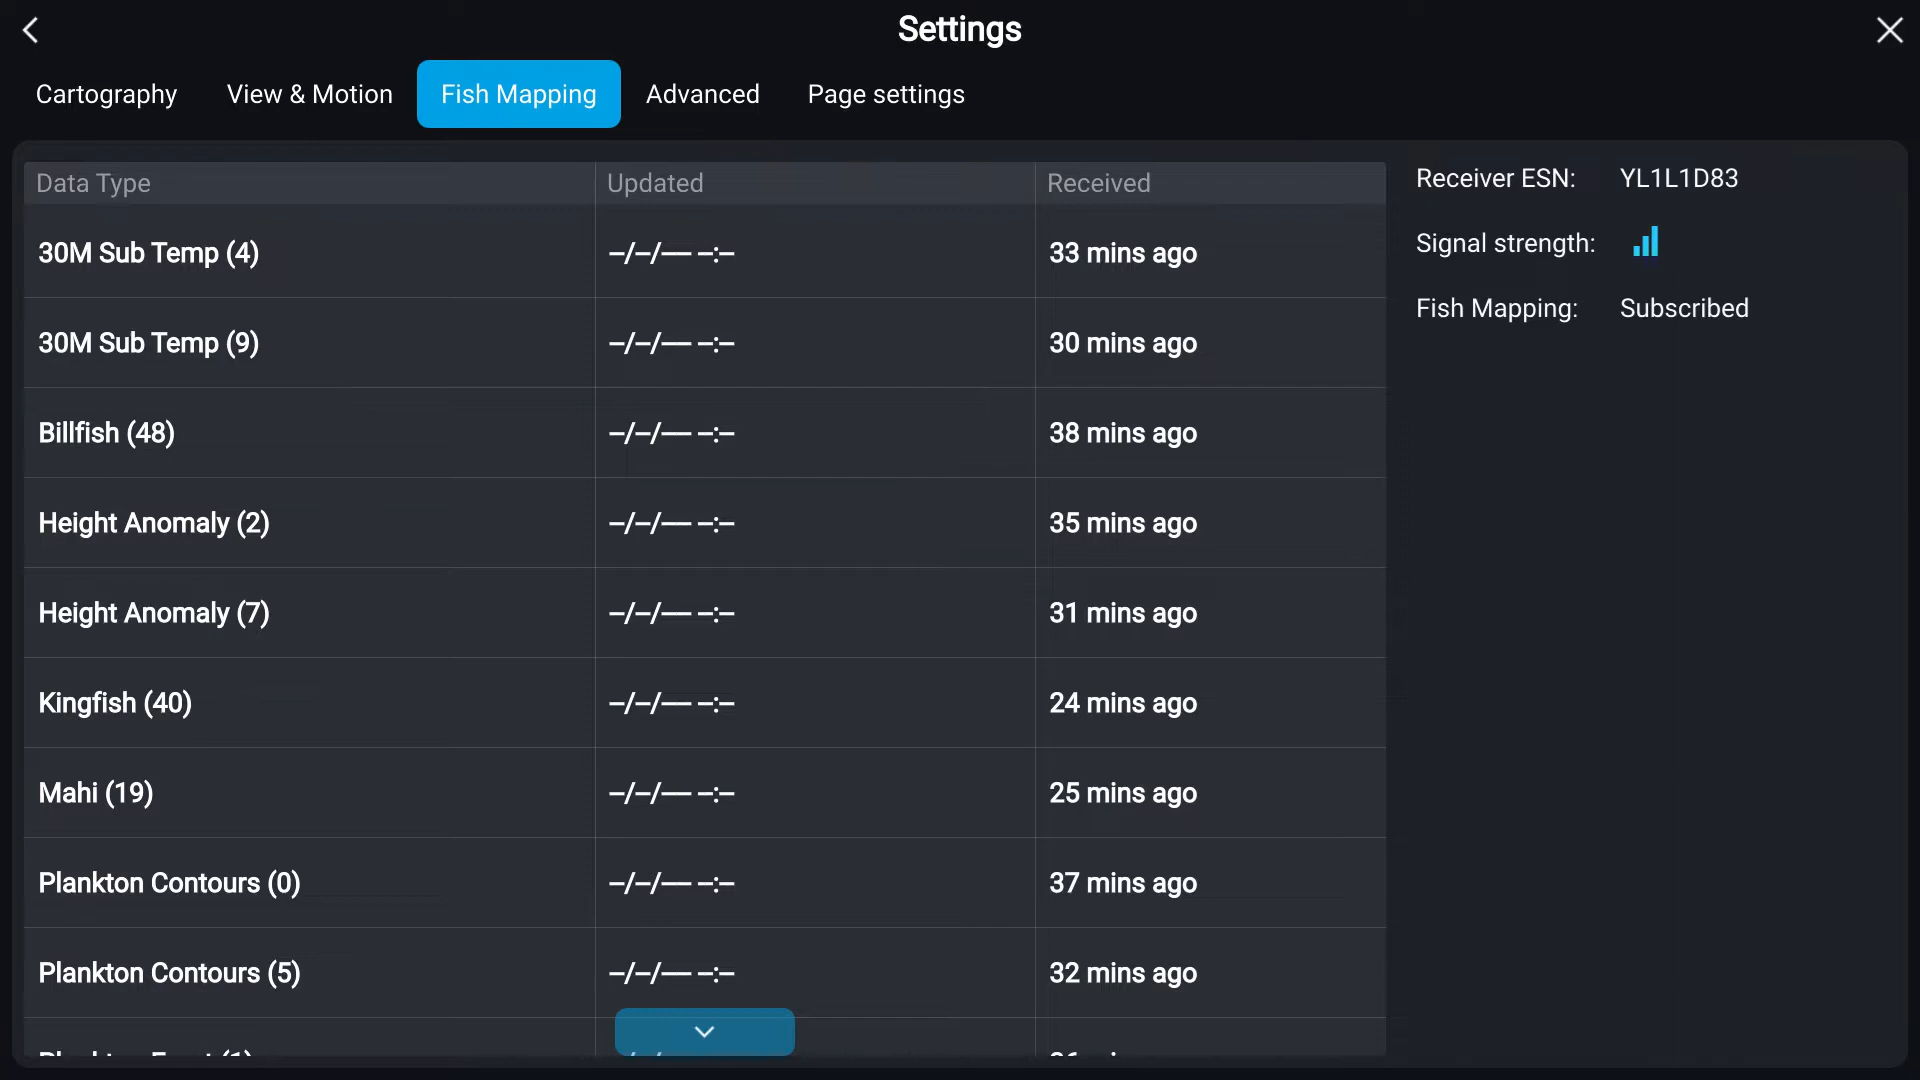 Settings
Cartography View & Motion Fish Mapping Advanced Page settings
Data Type Updated Received
30M Sub Temp (4) –/–/–– –:– 33 mins ago
30M Sub Temp (9) –/–/–– –:– 30 mins ago
Billfish (48) –/–/–– –:– 38 mins ago
Height Anomaly (2) –/–/–– –:– 35 mins ago
Height Anomaly (7) –/–/–– –:– 31 mins ago
Kingfish (40) –/–/–– –:– 24 mins ago
Mahi (19) –/–/–– –:– 25 mins ago
Plankton Contours (0) –/–/–– –:– 37 mins ago
Plankton Contours (5) –/–/–– –:– 32 mins ago
Receiver ESN: YL1L1D83
Signal strength:
Fish Mapping: Subscribed